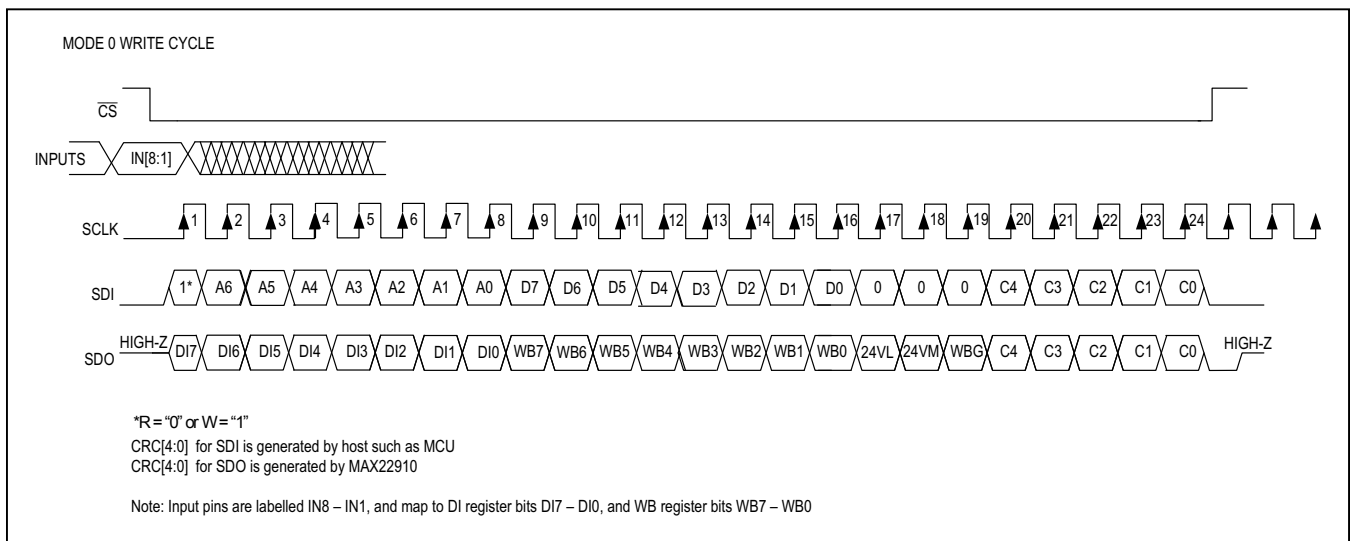 MODE 0 WRITE CYCLE
CS
INPUTS IN[8:1]
SCLK 1 2 3 4 5 6 7 8 9 10 11 12 13 14 15 16 17 18 19 20 21 22 23 24
SDI 1* A6 A5 A4 A3 A2 A1 A0 D7 D6 D5 D4 D3 D2 D1 D0 0 0 0 C4 C3 C2 C1 C0
SDO HIGH-Z DI7 DI6 DI5 DI4 DI3 DI2 DI1 DI0 WB7 WB6 WB5 WB4 WB3 WB2 WB1 WB0 24VL 24VM WBG C4 C3 C2 C1 C0 HIGH-Z
*R = “0” or W = “1”
CRC[4:0] for SDI is generated by host such as MCU
CRC[4:0] for SDO is generated by MAX22910
Note: Input pins are labelled IN8 – IN1, and map to DI register bits DI7 – DI0, and WB register bits WB7 – WB0